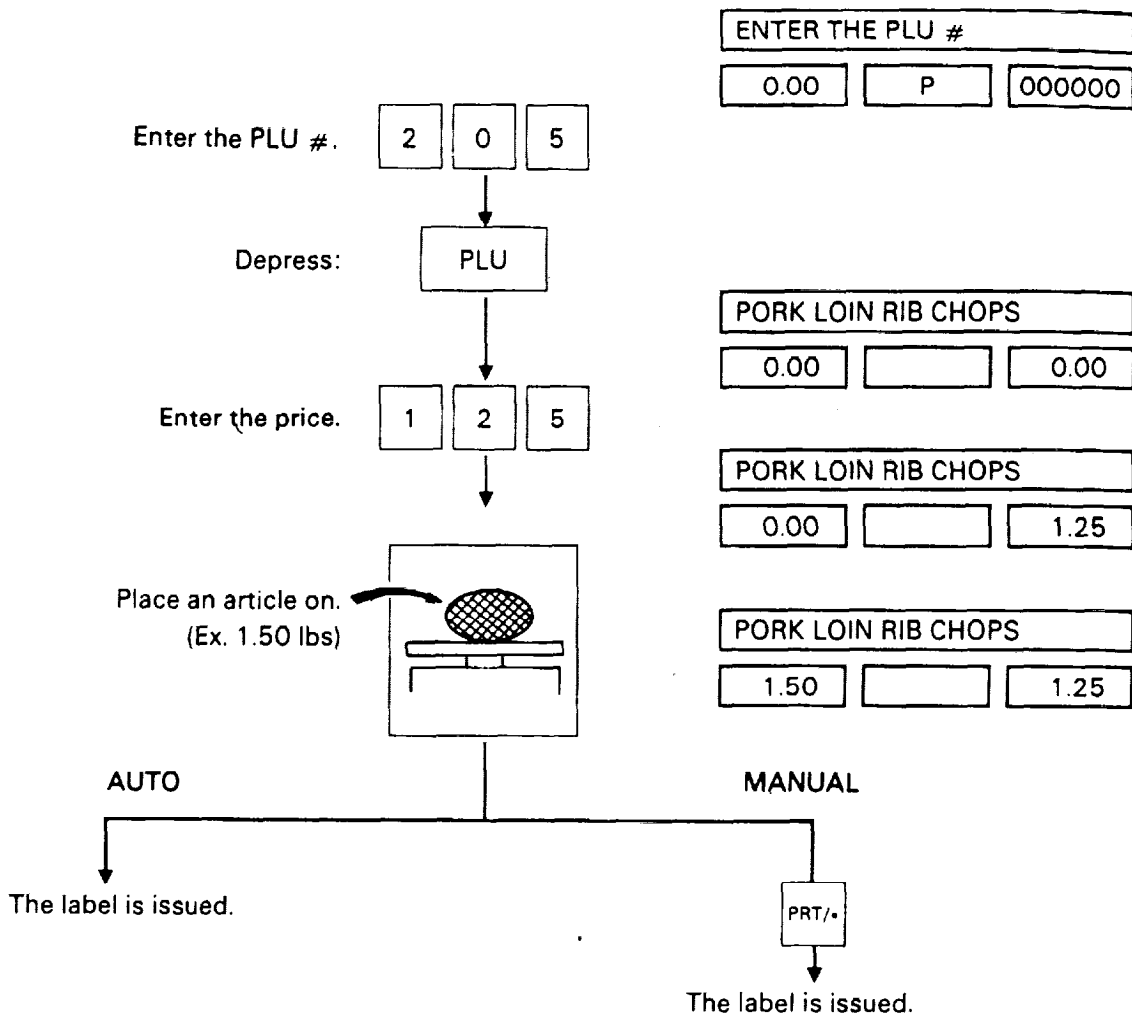 ENTER THE PLU #
0.00 P 000000
Enter the PLU #. 2 0 5
Depress: PLU
PORK LOIN RIB CHOPS
0.00 0.00
Enter the price. 1 2 5
PORK LOIN RIB CHOPS
0.00 1.25
Place an article on.
(Ex. 1.50 lbs)
PORK LOIN RIB CHOPS
1.50 1.25
AUTO MANUAL
The label is issued.
PRT/*
The label is issued.